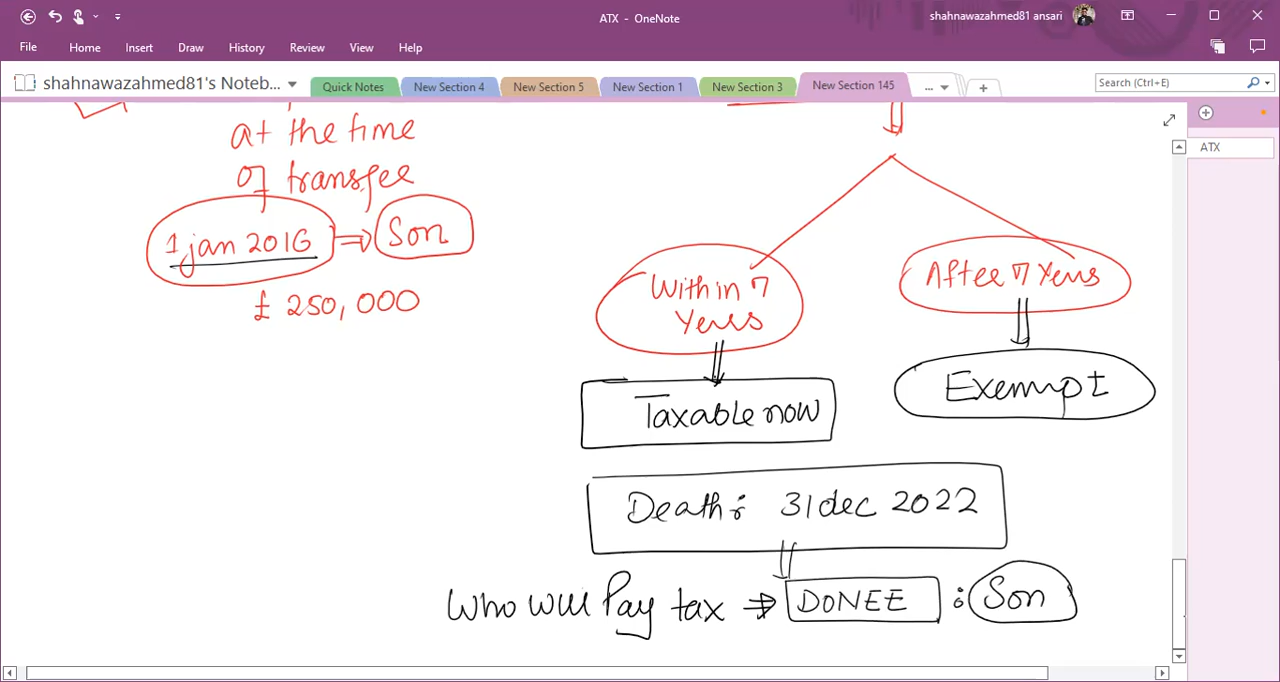 ATX - OneNote
shahnawazahmed81 ansari
File Home Insert Draw History Review View Help
shahnawazahmed81's Noteb...
Quick Notes New Section 4 New Section 5 New Section 1 New Section 3 New Section 145 ...
Search (Ctrl+E)
ATX
at the time
of transfee
1 jan 2016 ⇒ Son
£ 250,000
Within 7
Yeurs
After 7 Yeurs
Taxable now
Exempt
Death: 31 dec 2022
Who will Pay tax ⇒ DONEE : Son